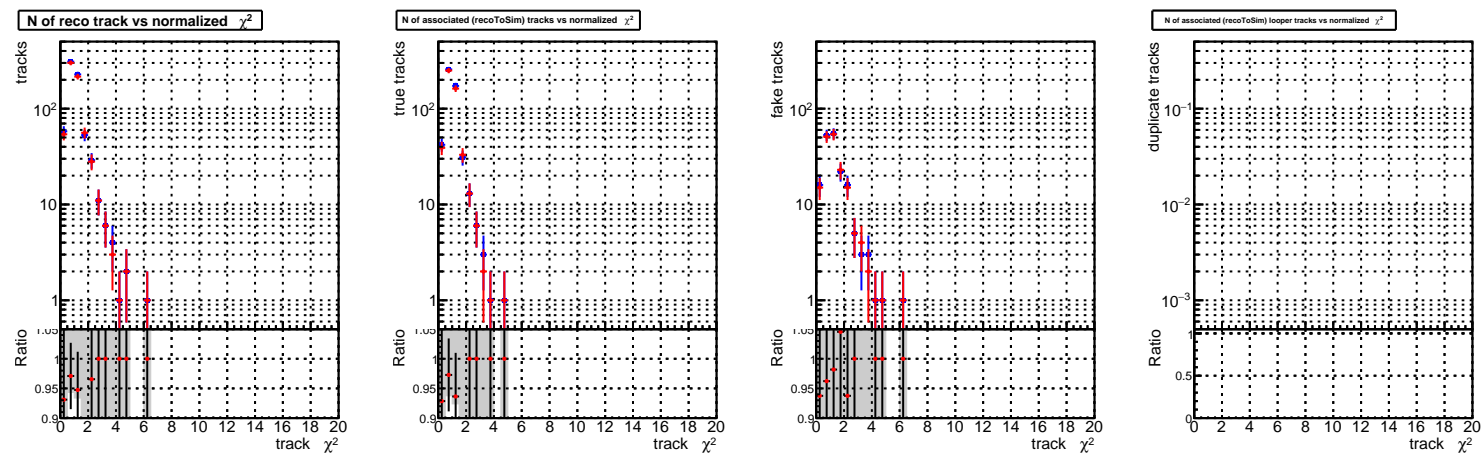 N of reco track vs normalized χ²
tracks
10²
10
1
Ratio
1.05
1
0.95
0.9
0 2 4 6 8 10 12 14 16 18 20
track χ²
N of associated (recoToSim) tracks vs normalized χ²
true tracks
10²
10
1
Ratio
1.05
1
0.95
0.9
0 2 4 6 8 10 12 14 16 18 20
track χ²
fake tracks
10²
10
1
Ratio
1.05
1
0.95
0.9
0 2 4 6 8 10 12 14 16 18 20
track χ²
N of associated (recoToSim) looper tracks vs normalized χ²
duplicate tracks
10⁻¹
10⁻²
10⁻³
Ratio
1
0.5
0
0 2 4 6 8 10 12 14 16 18 20
track χ²